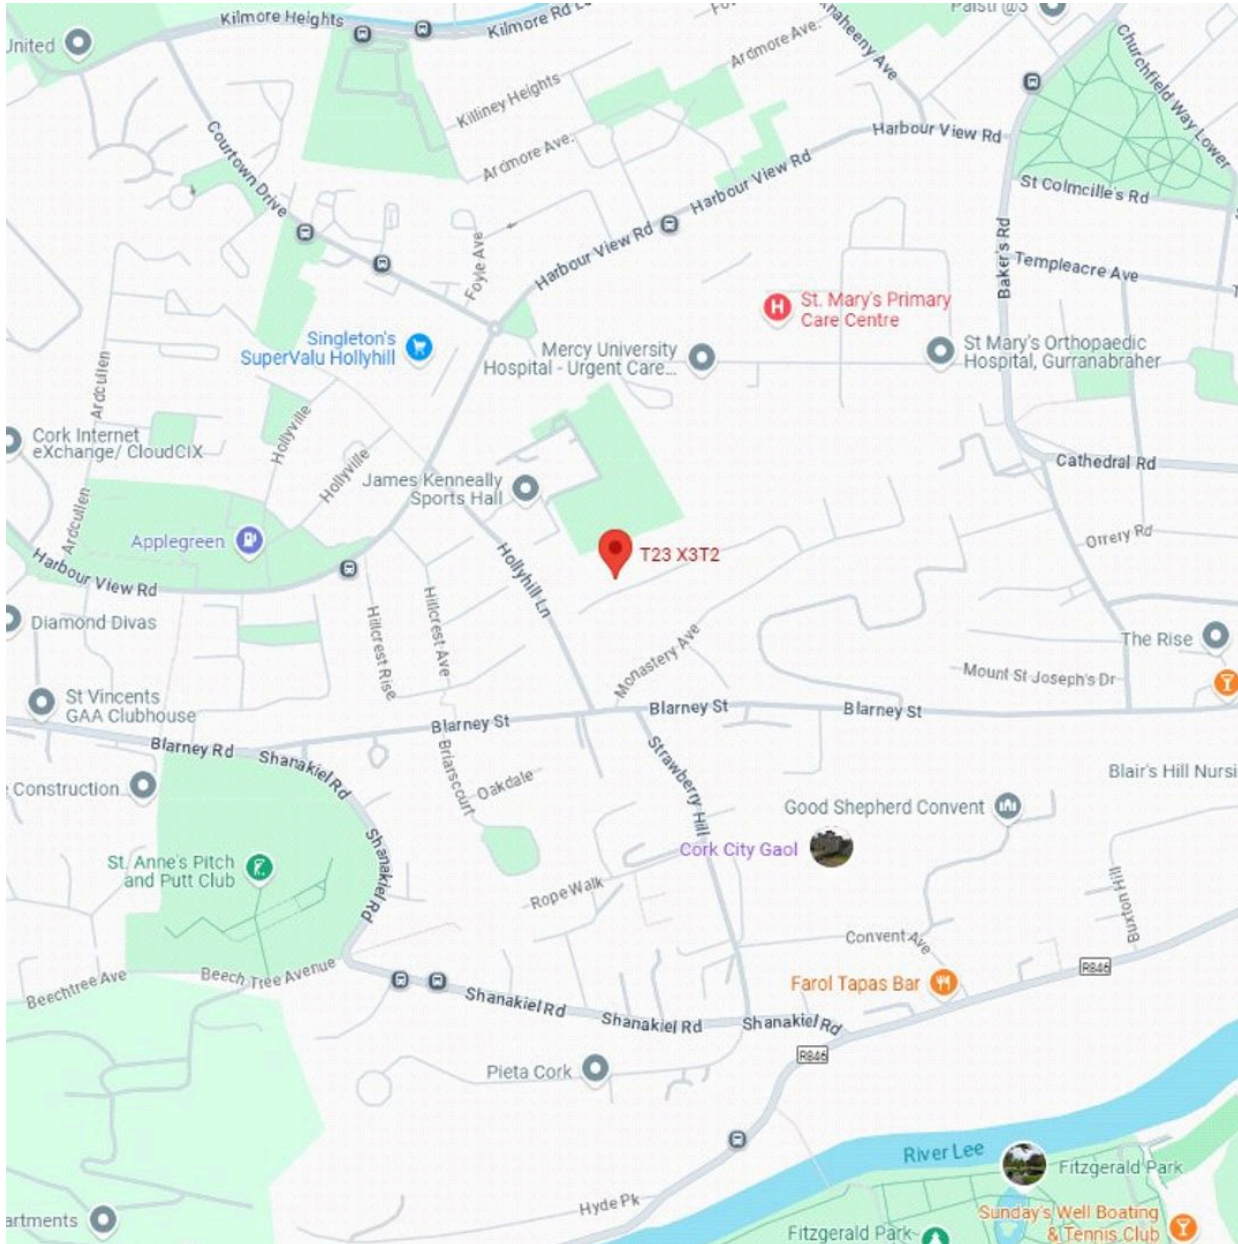 Kilmore Heights
Kilmore Rd
United
Ardmore Ave.
Churchfield Way Lower
Killiney Heights
Harbour View Rd
Courtown Drive
Ardmore Ave.
Harbour View Rd
St Colmcille's Rd
Foyle Ave
Harbour View Rd
Baker's Rd
Templeacre Ave
St. Mary's Primary
Care Centre
Singleton's
SuperValu Hollyhill
Mercy University
Hospital - Urgent Care...
St Mary's Orthopaedic
Hospital, Gurranabraher
Ardcullen
Hollyville
Cork Internet
eXchange/ CloudCIX
Hollyville
James Kenneally
Sports Hall
Cathedral Rd
Ardcullen
Applegreen
Orrery Rd
T23 X3T2
Harbour View Rd
Hollyhill Ln
Diamond Divas
Hillcrest Rise
Hillcrest Ave
Monastery Ave
The Rise
Mount St Joseph's Dr
St Vincents
GAA Clubhouse
Blarney St
Blarney St
Blarney St
Blarney Rd
Shanakiel Rd
Briarscourt
Oakdale
Strawberry Hill
Construction
Blair's Hill
Good Shepherd Convent
Cork City Gaol
St. Anne's Pitch
and Putt Club
Shanakiel Rd
Rope Walk
Buxton Hill
Convent Ave
Beechtree Ave
Beech Tree Avenue
R846
Farol Tapas Bar
Shanakiel Rd
Shanakiel Rd
Shanakiel Rd
R846
Pieta Cork
River Lee
Fitzgerald Park
Hyde Pk
Sunday's Well Boating
& Tennis Club
Fitzgerald Park